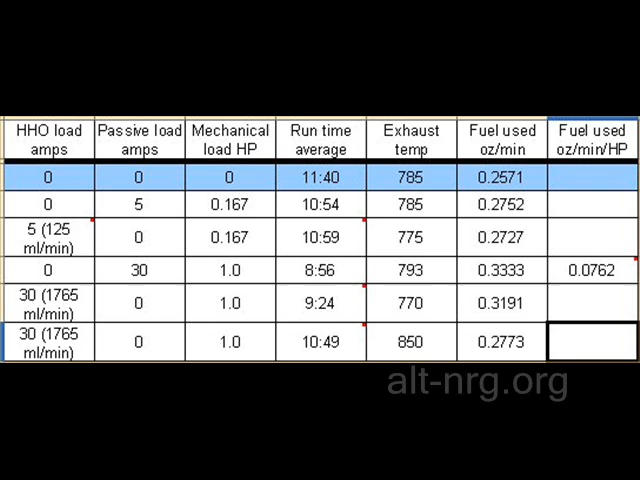 HHO load amps Passive load amps Mechanical load HP Run time average Exhaust temp Fuel used oz/min Fuel used oz/min/HP
0 0 0 11:40 785 0.2571
0 5 0.167 10:54 785 0.2752
5 (125 ml/min) 0 0.167 10:59 775 0.2727
0 30 1.0 8:56 793 0.3333 0.0762
30 (1765 ml/min) 0 1.0 9:24 770 0.3191
30 (1765 ml/min) 0 1.0 10:49 850 0.2773
alt-nrg.org